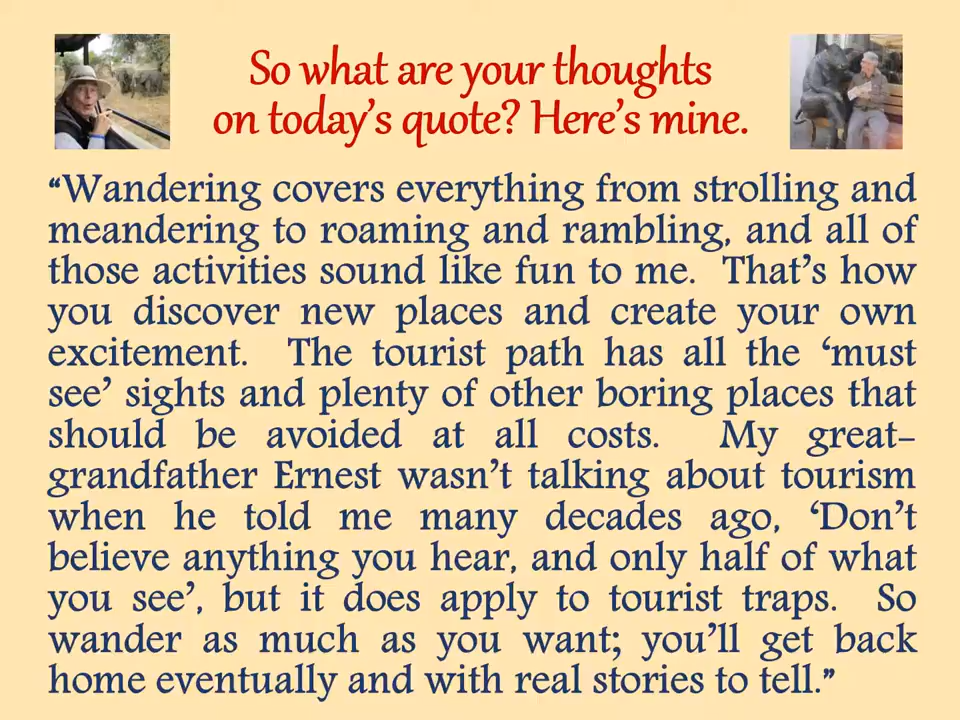 So what are your thoughts
on today's quote? Here's mine.
“Wandering covers everything from strolling and
meandering to roaming and rambling, and all of
those activities sound like fun to me. That's how
you discover new places and create your own
excitement. The tourist path has all the ‘must
see’ sights and plenty of other boring places that
should be avoided at all costs. My great-
grandfather Ernest wasn't talking about tourism
when he told me many decades ago, ‘Don't
believe anything you hear, and only half of what
you see’, but it does apply to tourist traps. So
wander as much as you want; you'll get back
home eventually and with real stories to tell.”